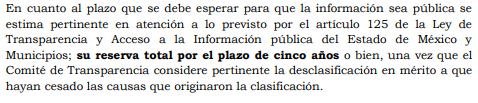 En cuanto al plazo que se debe esperar para que la información sea pública se
estima pertinente en atención a lo previsto por el artículo 125 de la Ley de
Transparencia y Acceso a la Información pública del Estado de México y
Municipios; su reserva total por el plazo de cinco años o bien, una vez que el
Comité de Transparencia considere pertinente la desclasificación en mérito a que
hayan cesado las causas que originaron la clasificación.